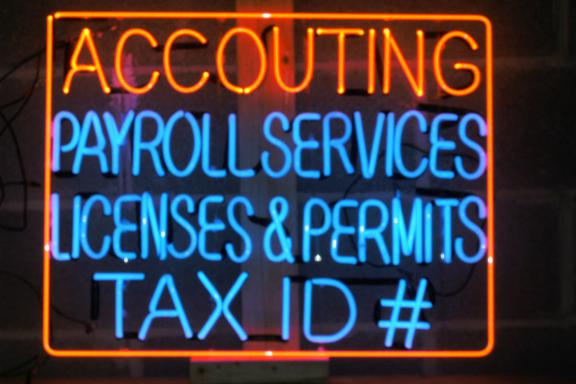 ACCOUTING
PAYROLL SERVICES
LICENSES & PERMITS
TAX ID #